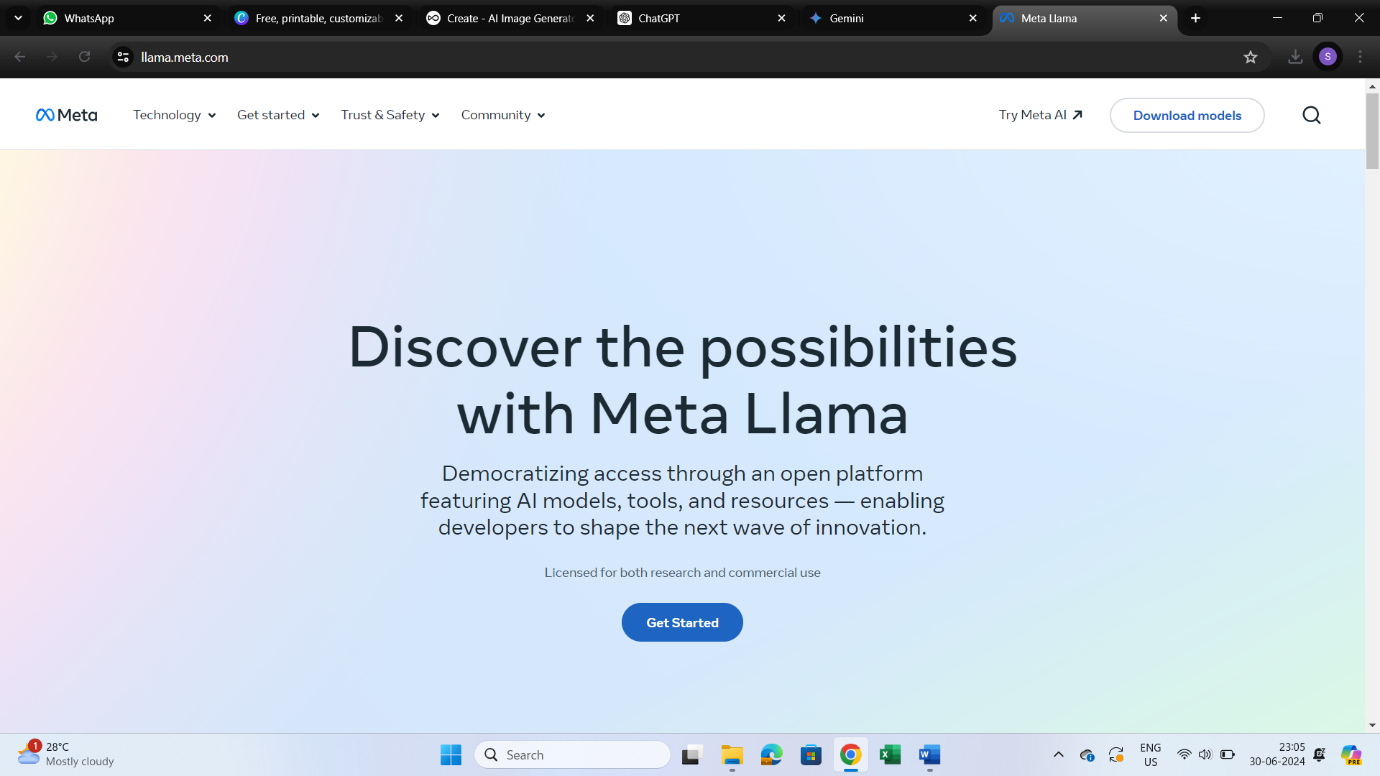 WhatsApp
Free, printable, customizab
Create - AI Image Generato
ChatGPT
Gemini
Meta Llama
llama.meta.com
S
Meta
Technology
Get started
Trust & Safety
Community
Try Meta AI
Download models
Discover the possibilities
with Meta Llama
Democratizing access through an open platform
featuring AI models, tools, and resources — enabling
developers to shape the next wave of innovation.
Licensed for both research and commercial use
Get Started
1
28°C
Mostly cloudy
Search
ENG
US
23:05
30-06-2024
PRE